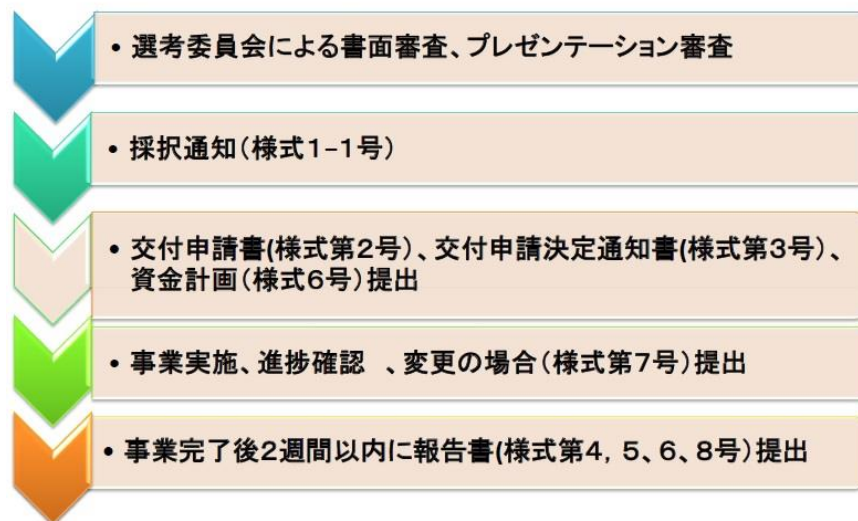 • 選考委員会による書面審査、プレゼンテーション審査
• 採択通知(様式1-1号)
• 交付申請書(様式第2号)、交付申請決定通知書(様式第3号)、
資金計画(様式6号)提出
• 事業実施、進捗確認　、変更の場合(様式第7号)提出
• 事業完了後2週間以内に報告書(様式第4, 5、6、8号)提出